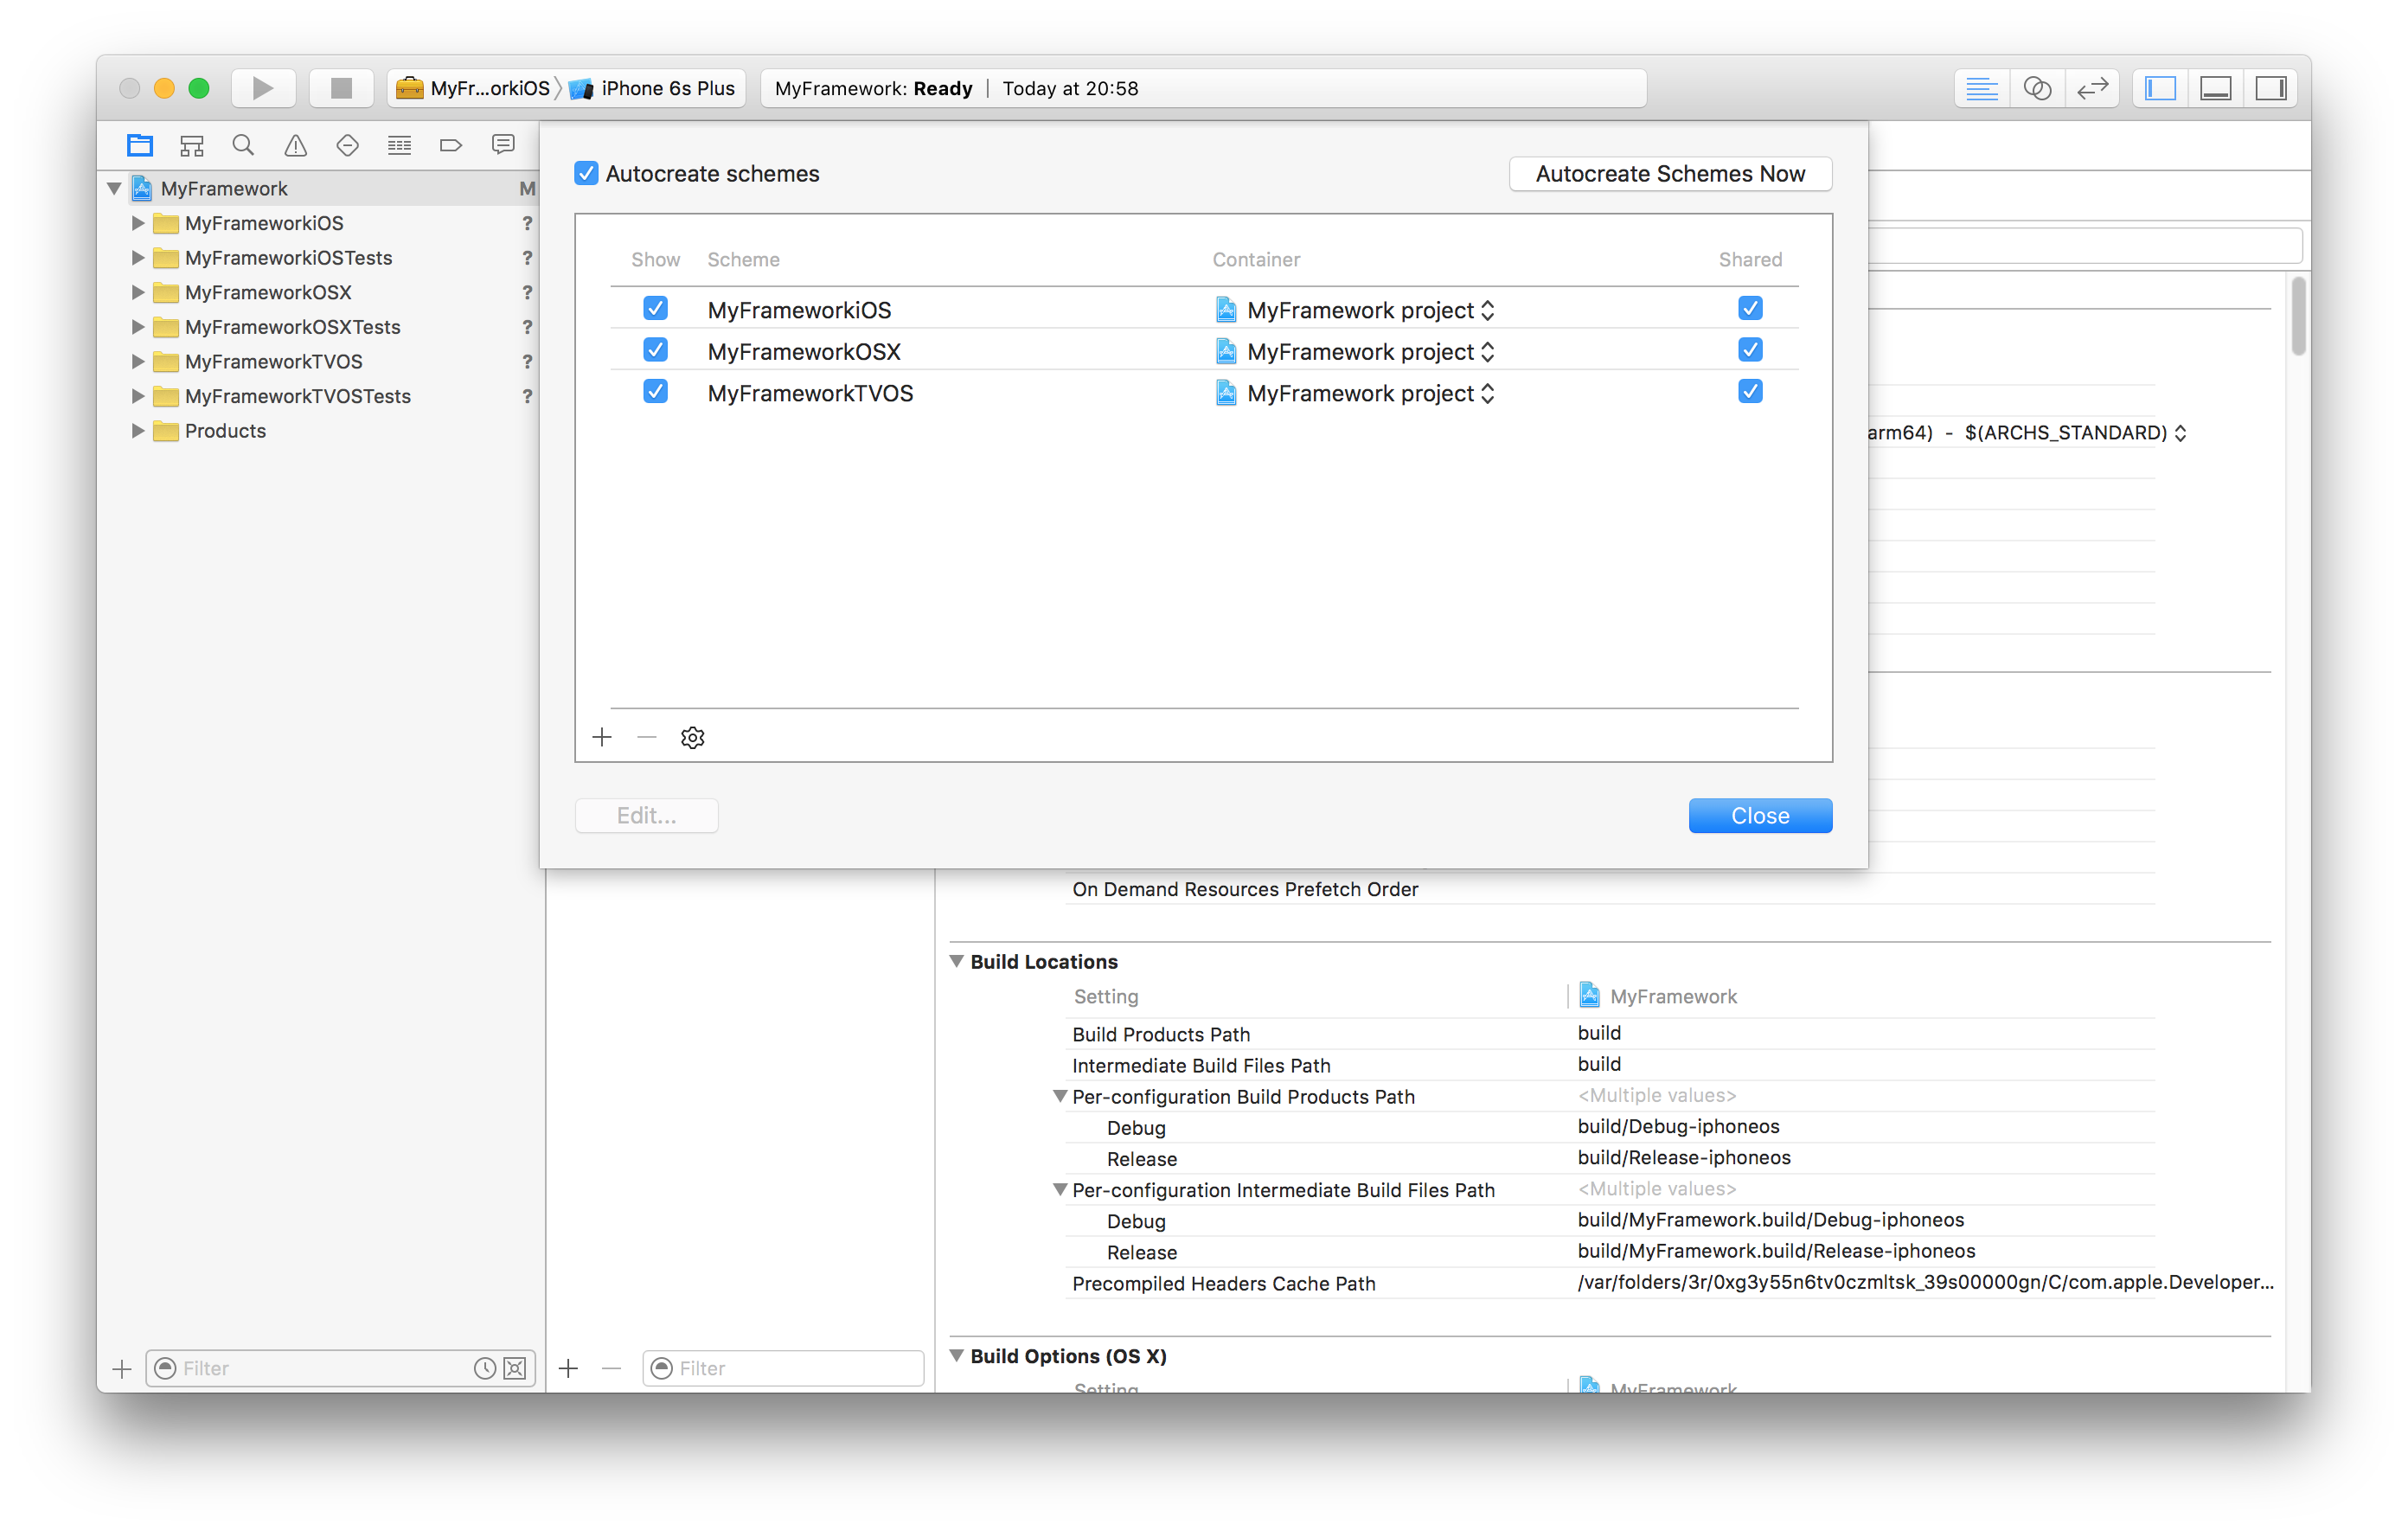 MyFr...orkiOS iPhone 6s Plus MyFramework: Ready | Today at 20:58
MyFramework M
MyFrameworkiOS ?
MyFrameworkiOSTests ?
MyFrameworkOSX ?
MyFrameworkOSXTests ?
MyFrameworkTVOS ?
MyFrameworkTVOSTests ?
Products
Autocreate schemes Autocreate Schemes Now
Show Scheme Container Shared
MyFrameworkiOS MyFramework project
MyFrameworkOSX MyFramework project
MyFrameworkTVOS MyFramework project
Edit... Close
arm64) - $(ARCHS_STANDARD)
On Demand Resources Prefetch Order
Build Locations
Setting MyFramework
Build Products Path build
Intermediate Build Files Path build
Per-configuration Build Products Path <Multiple values>
Debug build/Debug-iphoneos
Release build/Release-iphoneos
Per-configuration Intermediate Build Files Path <Multiple values>
Debug build/MyFramework.build/Debug-iphoneos
Release build/MyFramework.build/Release-iphoneos
Precompiled Headers Cache Path /var/folders/3r/0xg3y55n6tv0czmltsk_39s00000gn/C/com.apple.Developer...
Build Options (OS X)
Setting MyFramework
Filter Filter